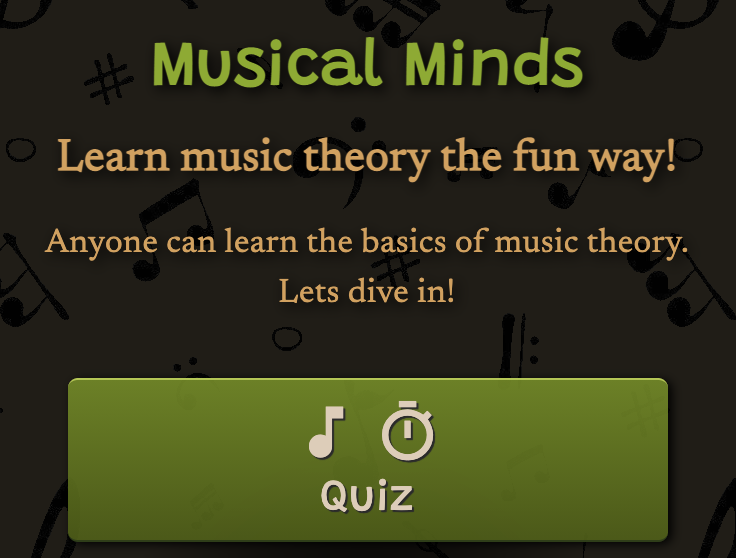 Musical Minds
Learn music theory the fun way!
Anyone can learn the basics of music theory.
Lets dive in!
Quiz